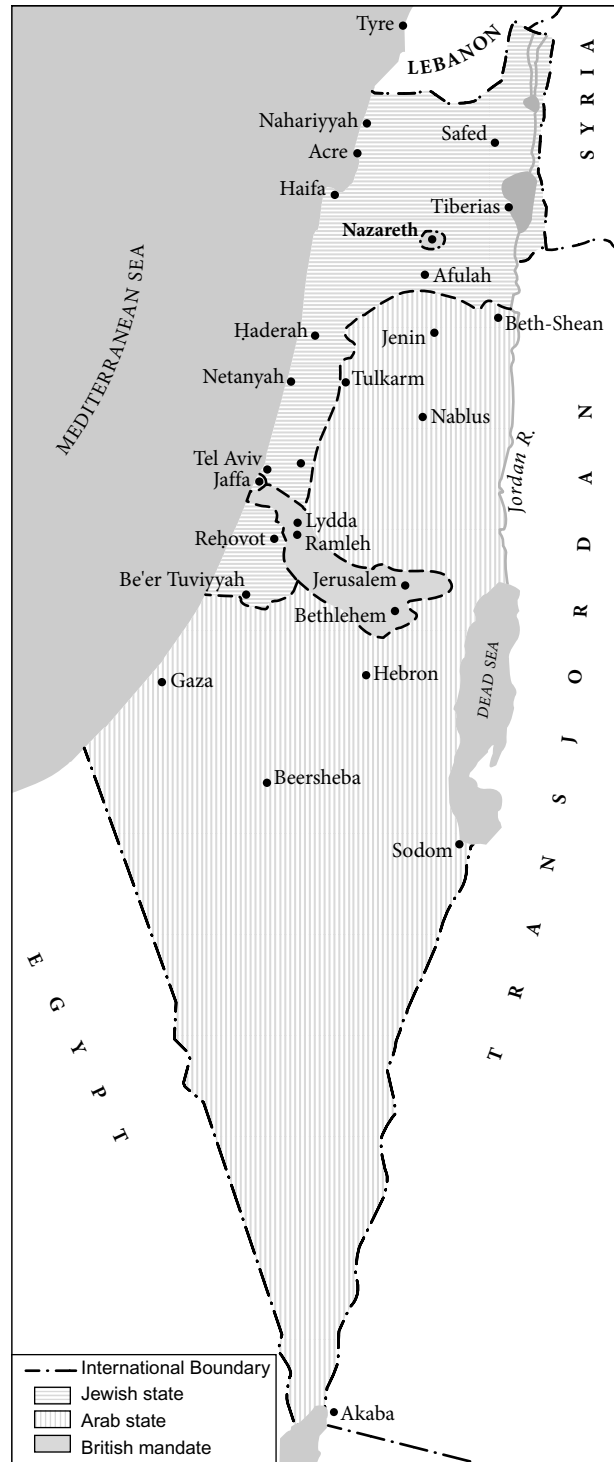 Tyre
LEBANON
SYRIA
Nahariyyah
Safed
Acre
Haifa
Tiberias
Nazareth
MEDITERRANEAN SEA
Afulah
Beth-Shean
Ḥaderah
Jenin
Netanyah
Tulkarm
Nablus
Jordan R.
TRANSJORDAN
Tel Aviv
Jaffa
Lydda
Reḥovot
Ramleh
Be'er Tuviyyah
Jerusalem
Bethlehem
Gaza
Hebron
DEAD SEA
Beersheba
Sodom
EGYPT
Akaba
International Boundary
Jewish state
Arab state
British mandate